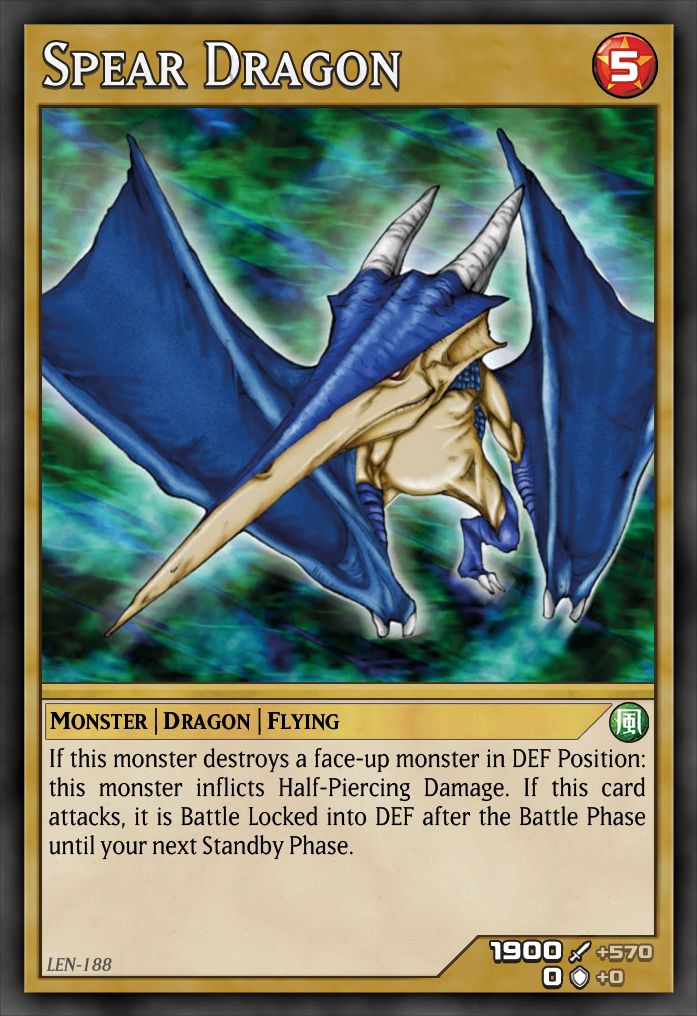 Spear Dragon
5
Monster | Dragon | Flying
風
If this monster destroys a face-up monster in DEF Position:
this monster inflicts Half-Piercing Damage. If this card
attacks, it is Battle Locked into DEF after the Battle Phase
until your next Standby Phase.
1900 +570
0 +0
LEN-188